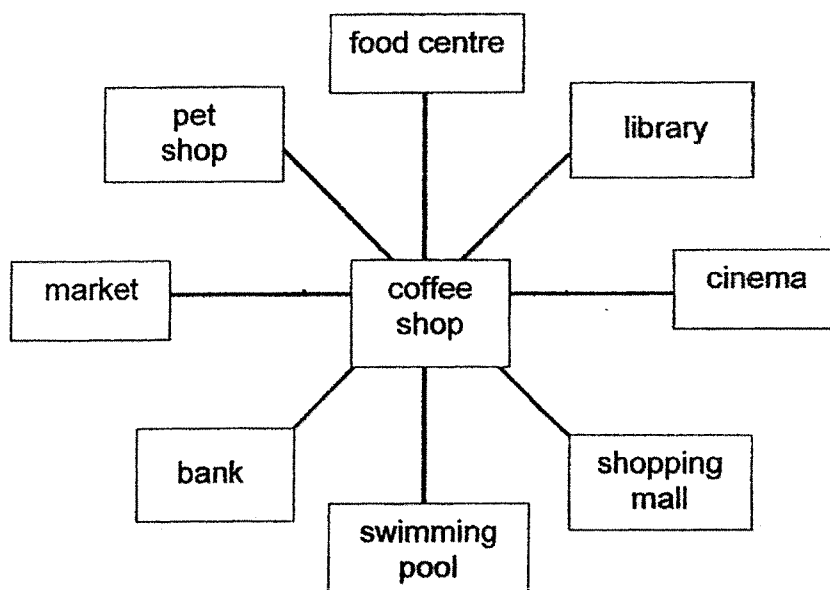 food centre
pet
shop
library
market
coffee
shop
cinema
bank
shopping
mall
swimming
pool